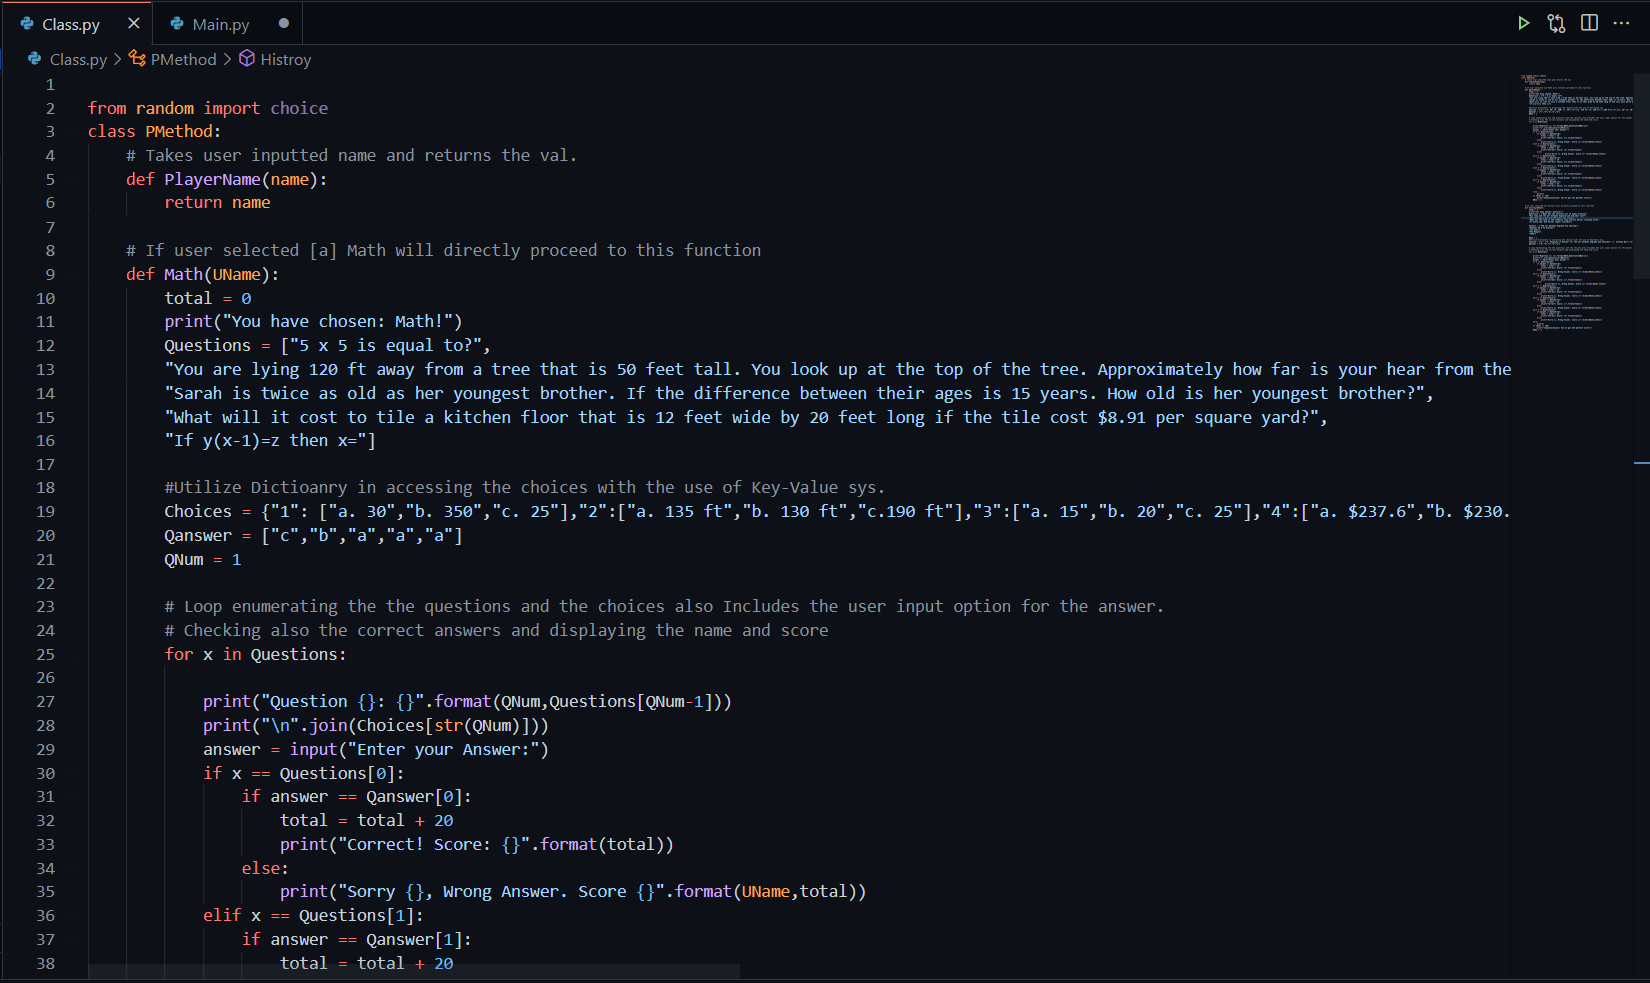 Class.py Main.py
Class.py > PMethod > Histroy
1
2 from random import choice
3 class PMethod:
4 # Takes user inputted name and returns the val.
5 def PlayerName(name):
6 return name
7
8 # If user selected [a] Math will directly proceed to this function
9 def Math(UName):
10 total = 0
11 print("You have chosen: Math!")
12 Questions = ["5 x 5 is equal to?",
13 "You are lying 120 ft away from a tree that is 50 feet tall. You look up at the top of the tree. Approximately how far is your hear from the
14 "Sarah is twice as old as her youngest brother. If the difference between their ages is 15 years. How old is her youngest brother?",
15 "What will it cost to tile a kitchen floor that is 12 feet wide by 20 feet long if the tile cost $8.91 per square yard?",
16 "If y(x-1)=z then x="]
17
18 #Utilize Dictioanry in accessing the choices with the use of Key-Value sys.
19 Choices = {"1": ["a. 30","b. 350","c. 25"],"2":["a. 135 ft","b. 130 ft","c.190 ft"],"3":["a. 15","b. 20","c. 25"],"4":["a. $237.6","b. $230.
20 Qanswer = ["c","b","a","a","a"]
21 QNum = 1
22
23 # Loop enumerating the the questions and the choices also Includes the user input option for the answer.
24 # Checking also the correct answers and displaying the name and score
25 for x in Questions:
26
27 print("Question {}: {}".format(QNum,Questions[QNum-1]))
28 print("\n".join(Choices[str(QNum)]))
29 answer = input("Enter your Answer:")
30 if x == Questions[0]:
31 if answer == Qanswer[0]:
32 total = total + 20
33 print("Correct! Score: {}".format(total))
34 else:
35 print("Sorry {}, Wrong Answer. Score {}".format(UName,total))
36 elif x == Questions[1]:
37 if answer == Qanswer[1]:
38 total = total + 20